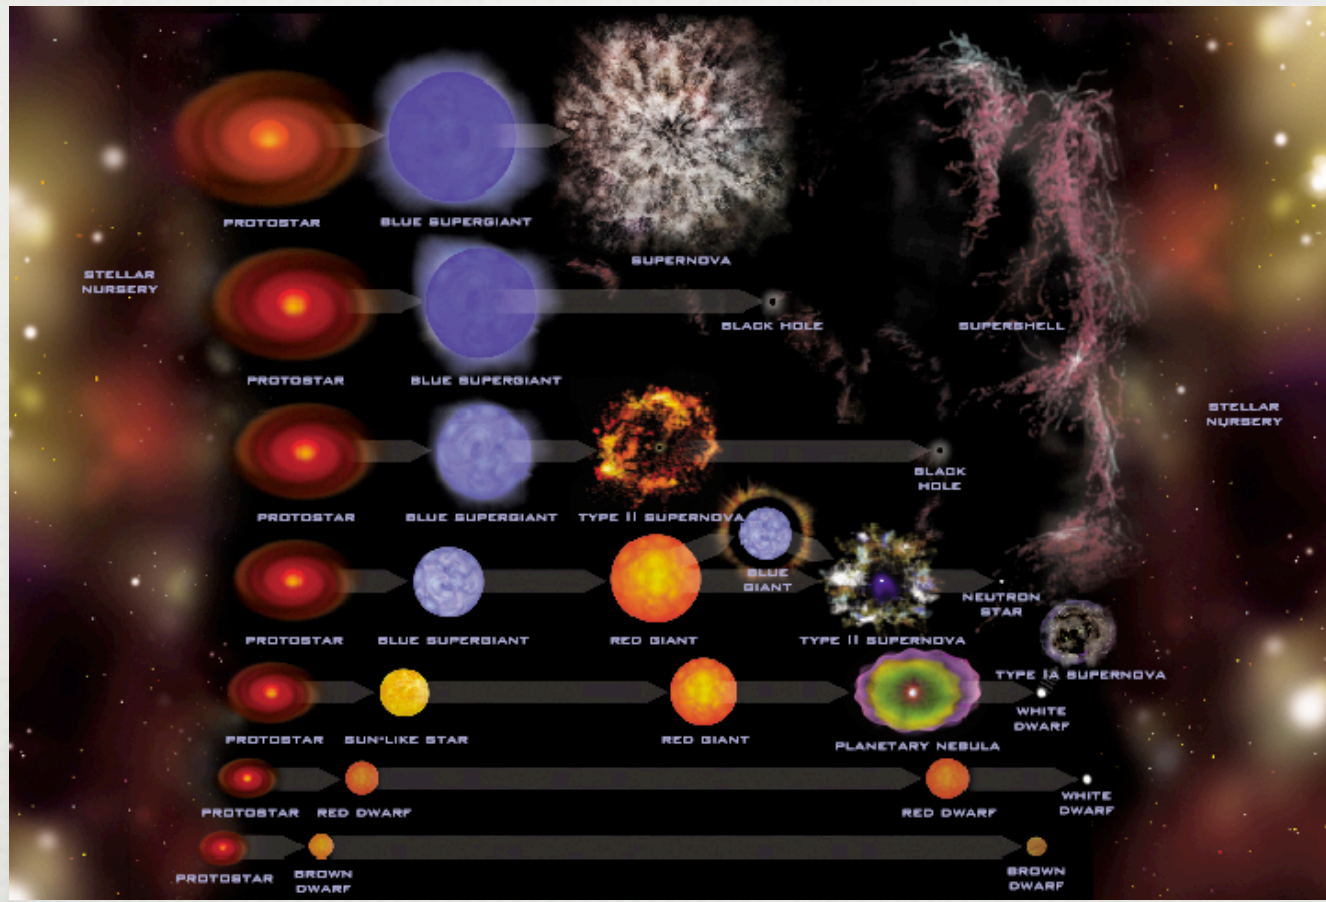 PROTOSTAR
BLUE SUPERGIANT
SUPERNOVA
STELLAR
NURSERY
BLACK HOLE
SUPERSHELL
PROTOSTAR
BLUE SUPERGIANT
STELLAR
NURSERY
BLACK
HOLE
PROTOSTAR
BLUE SUPERGIANT
TYPE II SUPERNOVA
BLUE
GIANT
NEUTRON
STAR
PROTOSTAR
BLUE SUPERGIANT
RED GIANT
TYPE II SUPERNOVA
TYPE IA SUPERNOVA
WHITE
DWARF
PROTOSTAR
SUN-LIKE STAR
RED GIANT
PLANETARY NEBULA
WHITE
DWARF
PROTOSTAR
RED DWARF
RED DWARF
PROTOSTAR
BROWN
DWARF
BROWN
DWARF